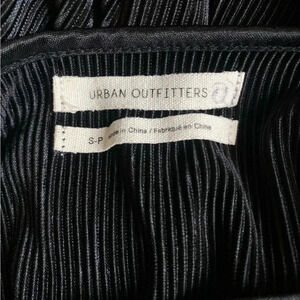 URBAN OUTFITTERS
S-P Made in China / Fabriqué en Chine